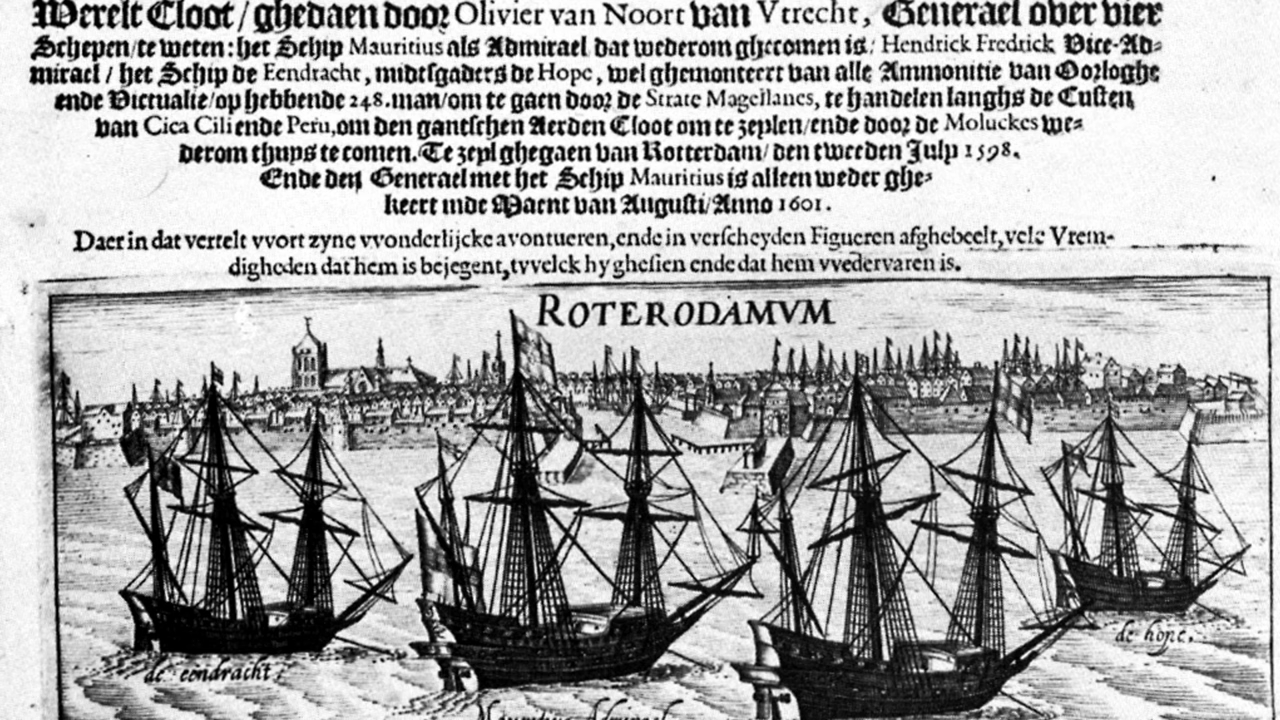 Werelt Cloot / ghedaen door Olivier van Noort van Vtrecht, Generael over vier
Schepen/te weten: het Schip Mauritius als Admirael dat wederom ghecomen is/ Hendrick Fredrick Vice-Ad-
mirael / het Schip de Eendracht, midtsgaders de Hope, wel ghemonteert van alle Ammonitie van Oorloghe
ende Victualie/op hebbende 248. man/om te gaen door de Strate Magellanes, te handelen langhs de Custen
van Cica Cili ende Peru, om den gantschen Aerden Cloot om te zeylen/ende door de Moluckes we-
derom thuys te comen. Te zeyl ghegaen van Rotterdam/ den tweeden July 1598.
Ende den Generael met het Schip Mauritius is alleen weder ghe-
keert inde Maent van Augusti/Anno 1601.
Daer in dat vertelt vvort zyne vvonderlijcke avontueren, ende in verscheyden Figueren afghebeelt, vele Vrem-
digheden dat hem is bejegent, tvvelck hy ghesien ende dat hem vvedervaren is.
ROTERODAMVM
de hope.
de eendracht